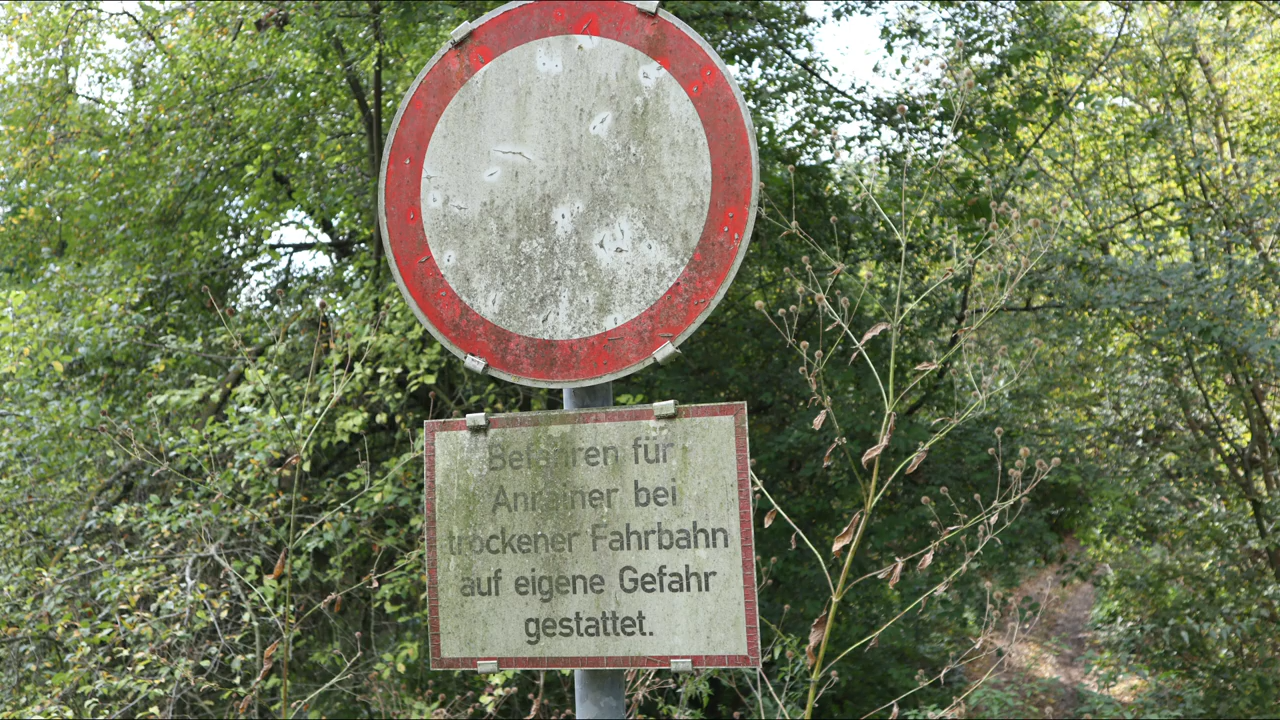 Befahren für
Anrainer bei
trockener Fahrbahn
auf eigene Gefahr
gestattet.